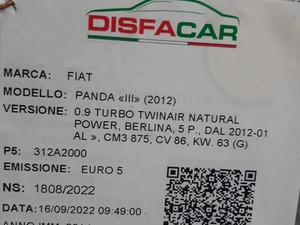 DISFACAR
MARCA: FIAT
MODELLO: PANDA «III» (2012)
VERSIONE: 0.9 TURBO TWINAIR NATURAL
POWER, BERLINA, 5 P., DAL 2012-01
AL », CM3 875, CV 86, KW. 63 (G)
P5: 312A2000
EMISSIONE: EURO 5
NS: 1808/2022
16/09/2022 09:49:00
ANNO IMM: